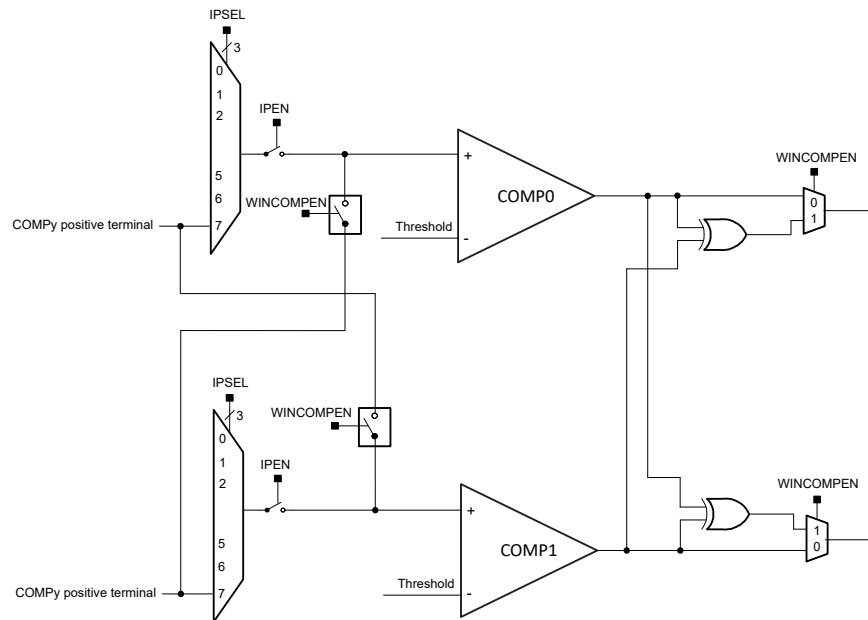 IPSEL
3
0
1
2
IPEN
+
COMP0
WINCOMPEN
0
1
5
6
WINCOMPEN
COMPy positive terminal
7
Threshold
-
IPSEL
3
0
WINCOMPEN
1
IPEN
2
WINCOMPEN
+
1
0
5
COMP1
6
Threshold
COMPy positive terminal
7
-